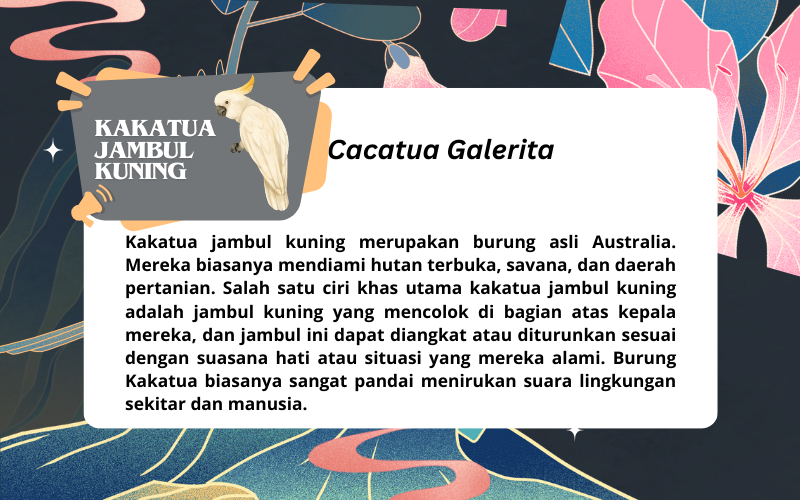 KAKATUA
JAMBUL
KUNING
Cacatua Galerita
Kakatua jambul kuning merupakan burung asli Australia.
Mereka biasanya mendiami hutan terbuka, savana, dan daerah
pertanian. Salah satu ciri khas utama kakatua jambul kuning
adalah jambul kuning yang mencolok di bagian atas kepala
mereka, dan jambul ini dapat diangkat atau diturunkan sesuai
dengan suasana hati atau situasi yang mereka alami. Burung
Kakatua biasanya sangat pandai menirukan suara lingkungan
sekitar dan manusia.